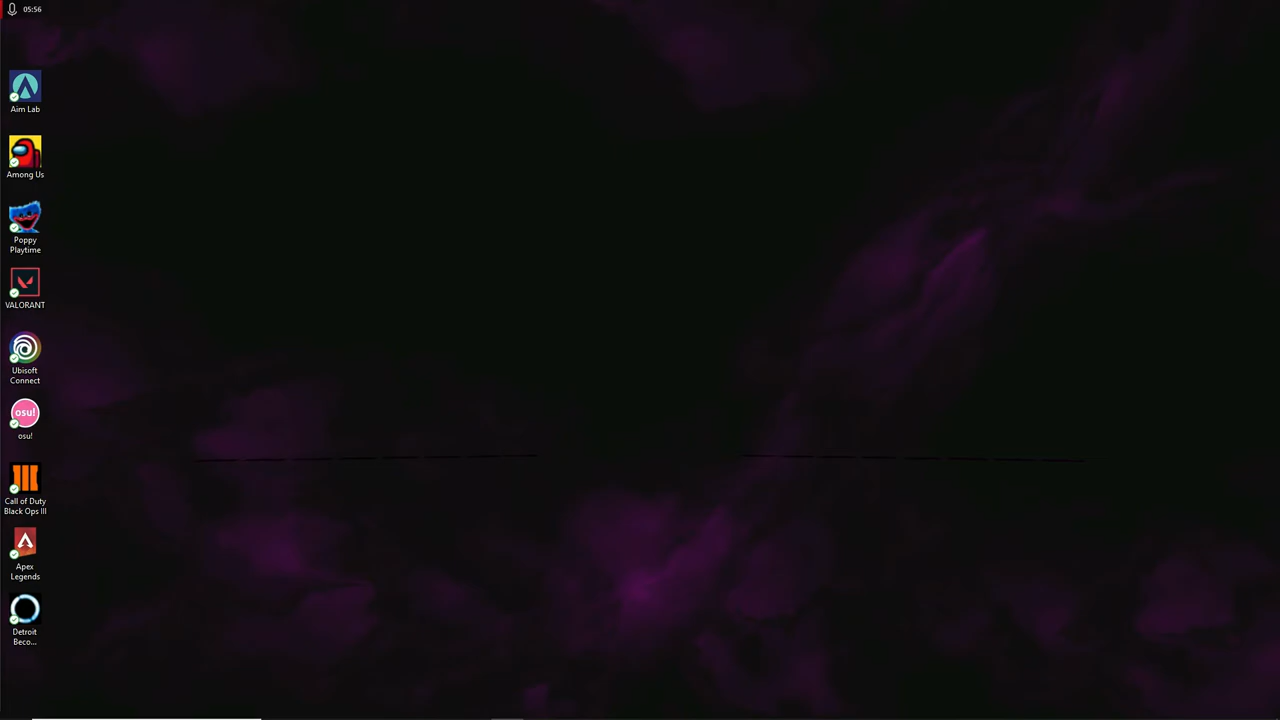 05:56
Aim Lab
Among Us
Poppy
Playtime
VALORANT
Ubisoft
Connect
osu!
osu!
Call of Duty
Black Ops III
Apex
Legends
Detroit
Beco...